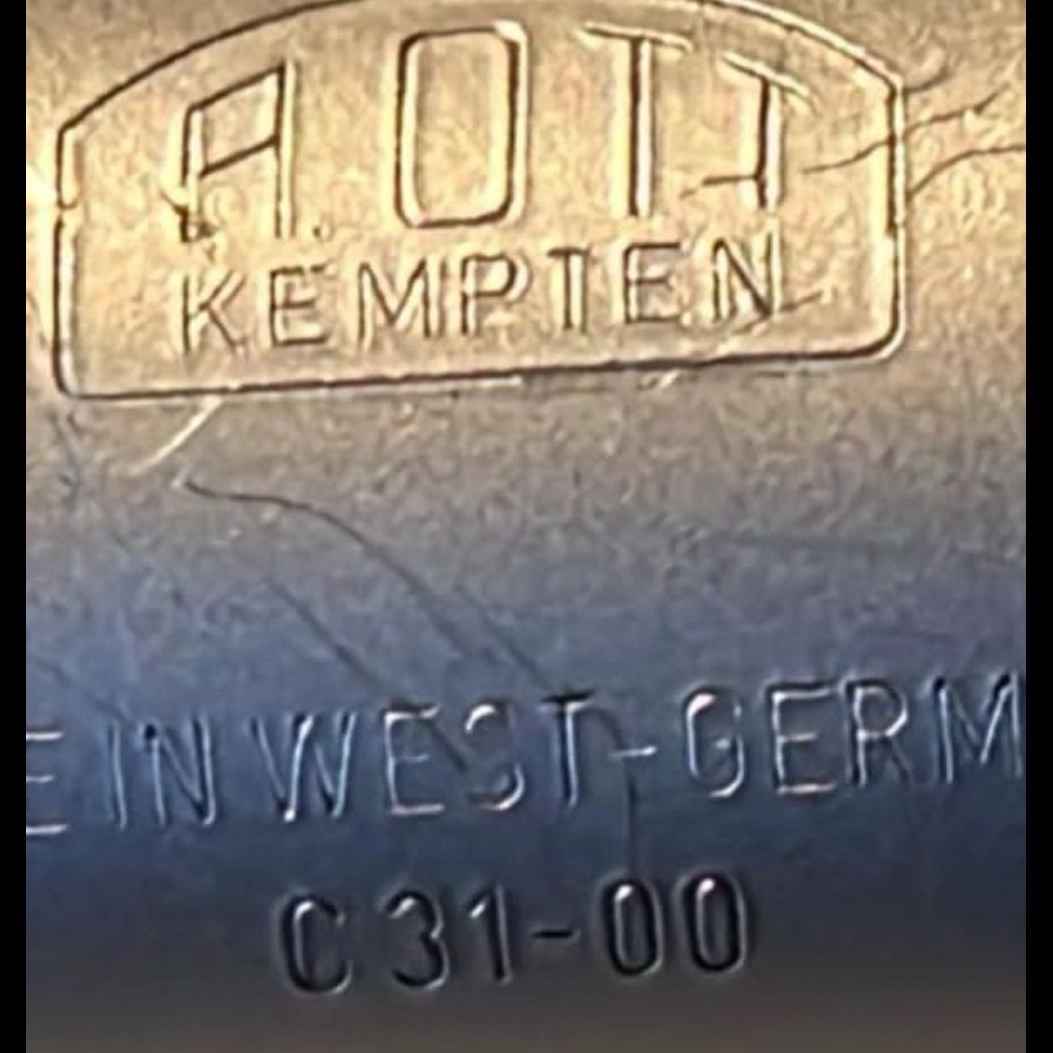 A. OTT
KEMPTEN
E IN WEST-GERM
C 31-00